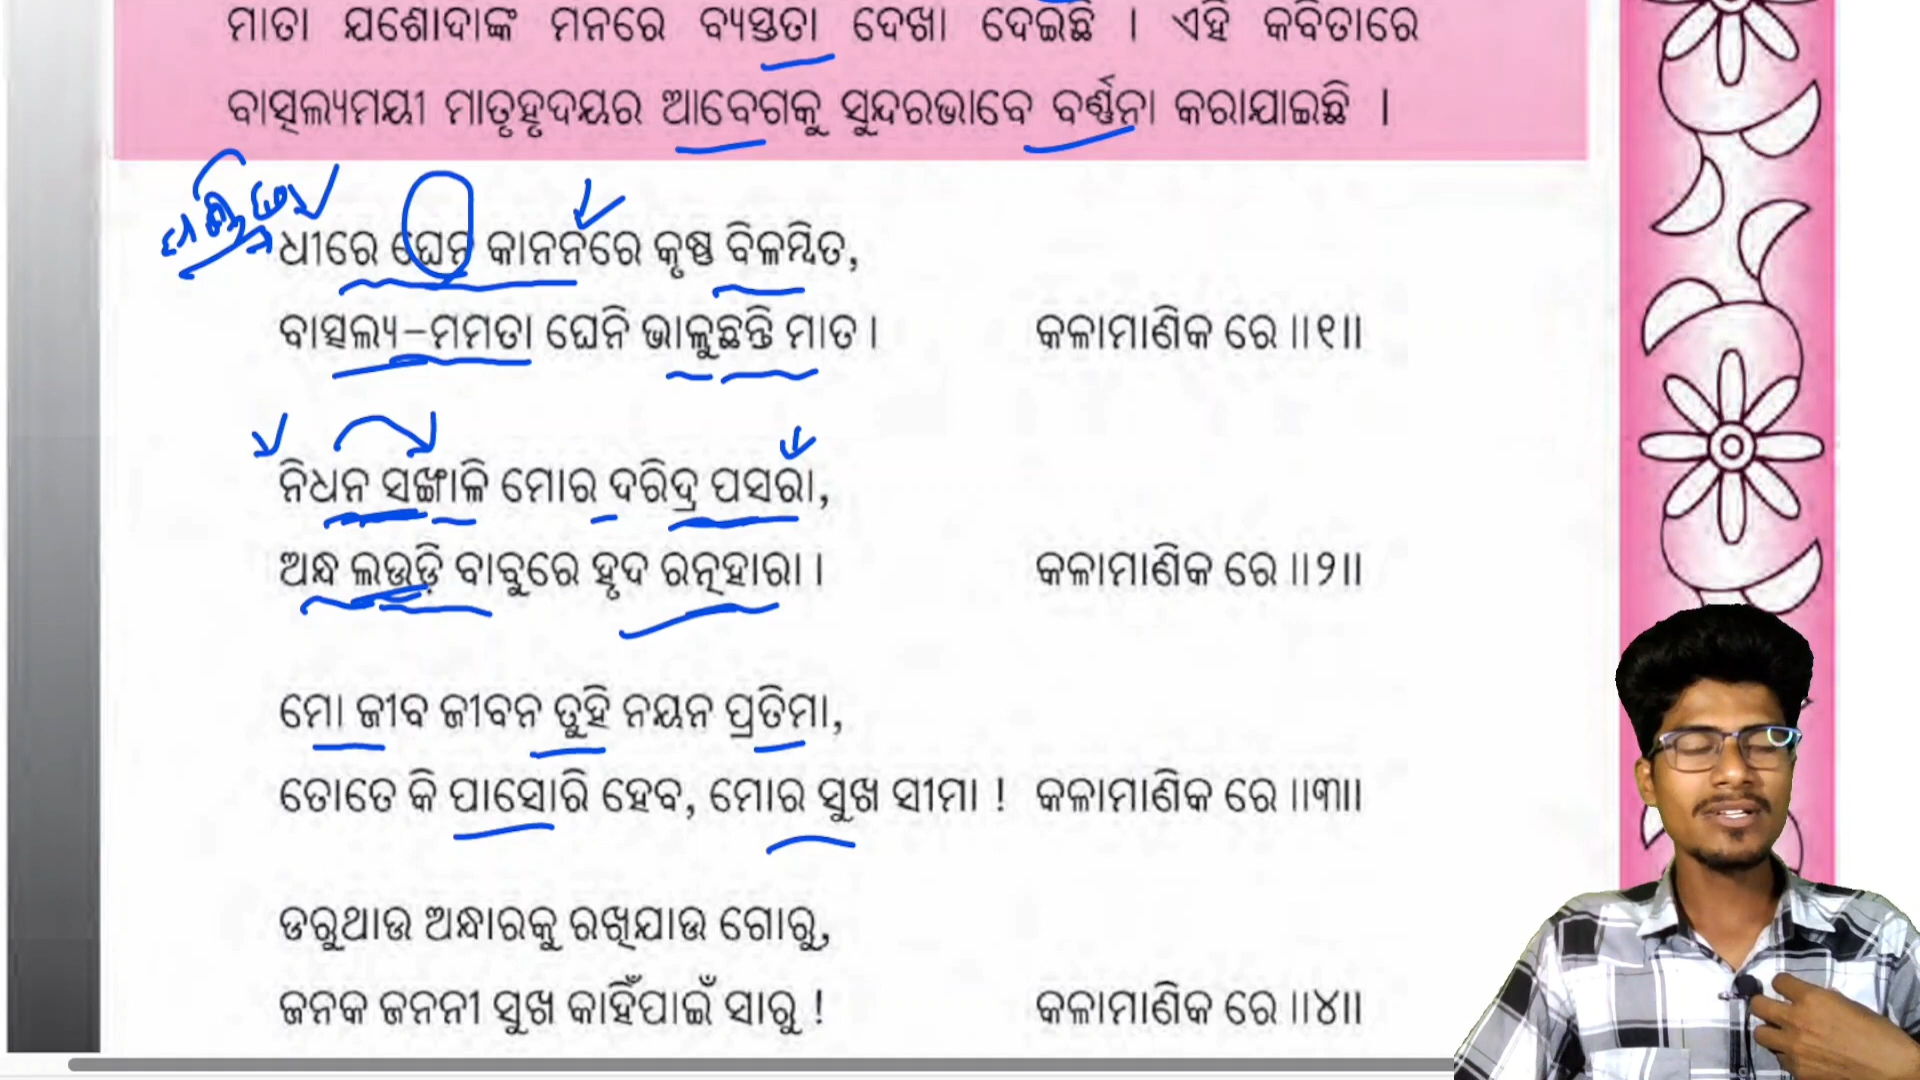 ମାତା ଯଶୋଦାଙ୍କ ମନରେ ବ୍ୟସ୍ତତା ଦେଖା ଦେଇଛି । ଏହି କବିତାରେ
ବାତ୍ସଲ୍ୟମୟୀ ମାତୃହୃଦୟର ଆବେଗକୁ ସୁନ୍ଦରଭାବେ ବର୍ଣ୍ଣନା କରାଯାଇଛି ।
ଧୀରେ ଘେନ କାନନରେ କୃଷ୍ଣ ବିଳମ୍ବିତ,
ବାତ୍ସଲ୍ୟ-ମମତା ଘେନି ଭାଳୁଛନ୍ତି ମାତ । କଳାମାଣିକ ରେ ॥୧॥
ନିଧନ ସଙ୍ଖାଳି ମୋର ଦରିଦ୍ର ପସରା,
ଅନ୍ଧ ଲଉଡ଼ି ବାବୁରେ ହୃଦ ରତ୍ନହାରା । କଳାମାଣିକ ରେ ॥୨॥
ମୋ ଜୀବ ଜୀବନ ତୁହି ନୟନ ପ୍ରତିମା,
ତୋତେ କି ପାସୋରି ହେବ, ମୋର ସୁଖ ସୀମା ! କଳାମାଣିକ ରେ ॥୩॥
ଡରୁଥାଉ ଅନ୍ଧାରକୁ ରଖିଯାଉ ଗୋରୁ,
ଜନକ ଜନନୀ ସୁଖ କାହିଁପାଇଁ ସାରୁ ! କଳାମାଣିକ ରେ ॥୪॥